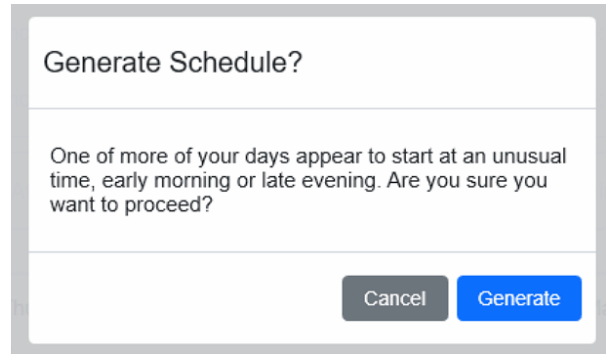 Generate Schedule?
One of more of your days appear to start at an unusual
time, early morning or late evening. Are you sure you
want to proceed?
Cancel
Generate